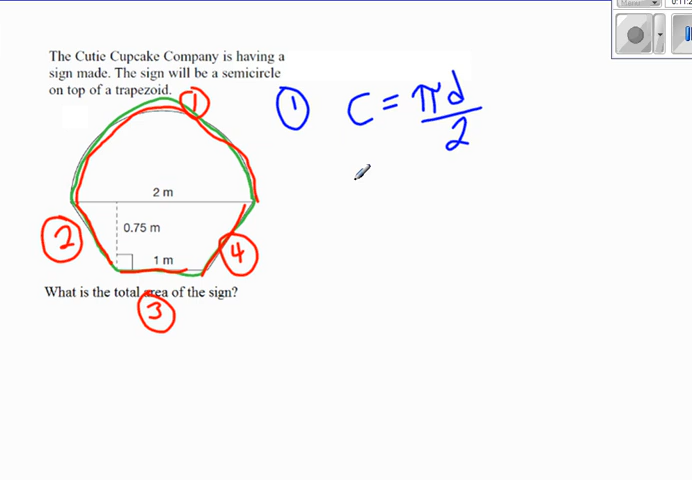 The Cutie Cupcake Company is having a
sign made. The sign will be a semicircle
on top of a trapezoid.
1
1 C = πd/2
2 m
0.75 m
2
4
1 m
What is the total area of the sign?
3